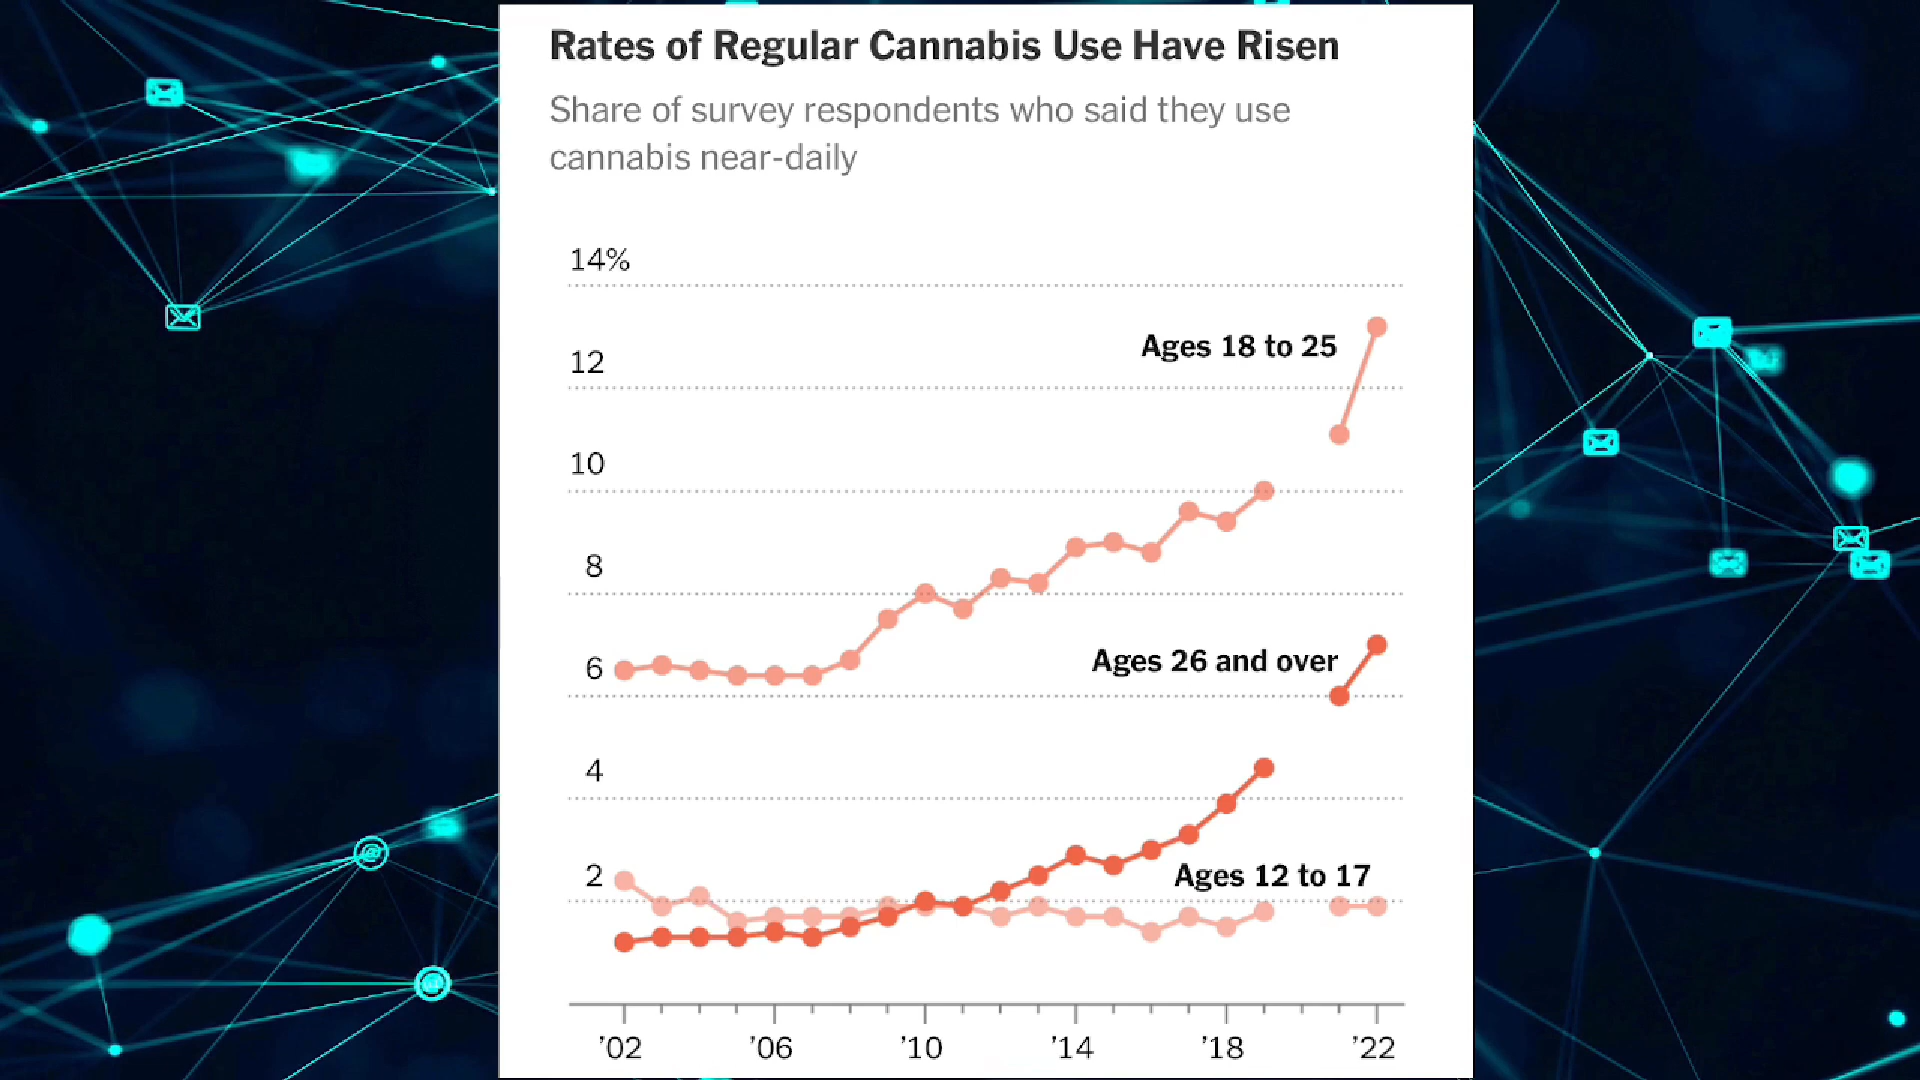 Rates of Regular Cannabis Use Have Risen
Share of survey respondents who said they use
cannabis near-daily
14%
Ages 18 to 25
12
10
8
6
Ages 26 and over
4
2
Ages 12 to 17
’02 ’06 ’10 ’14 ’18 ’22